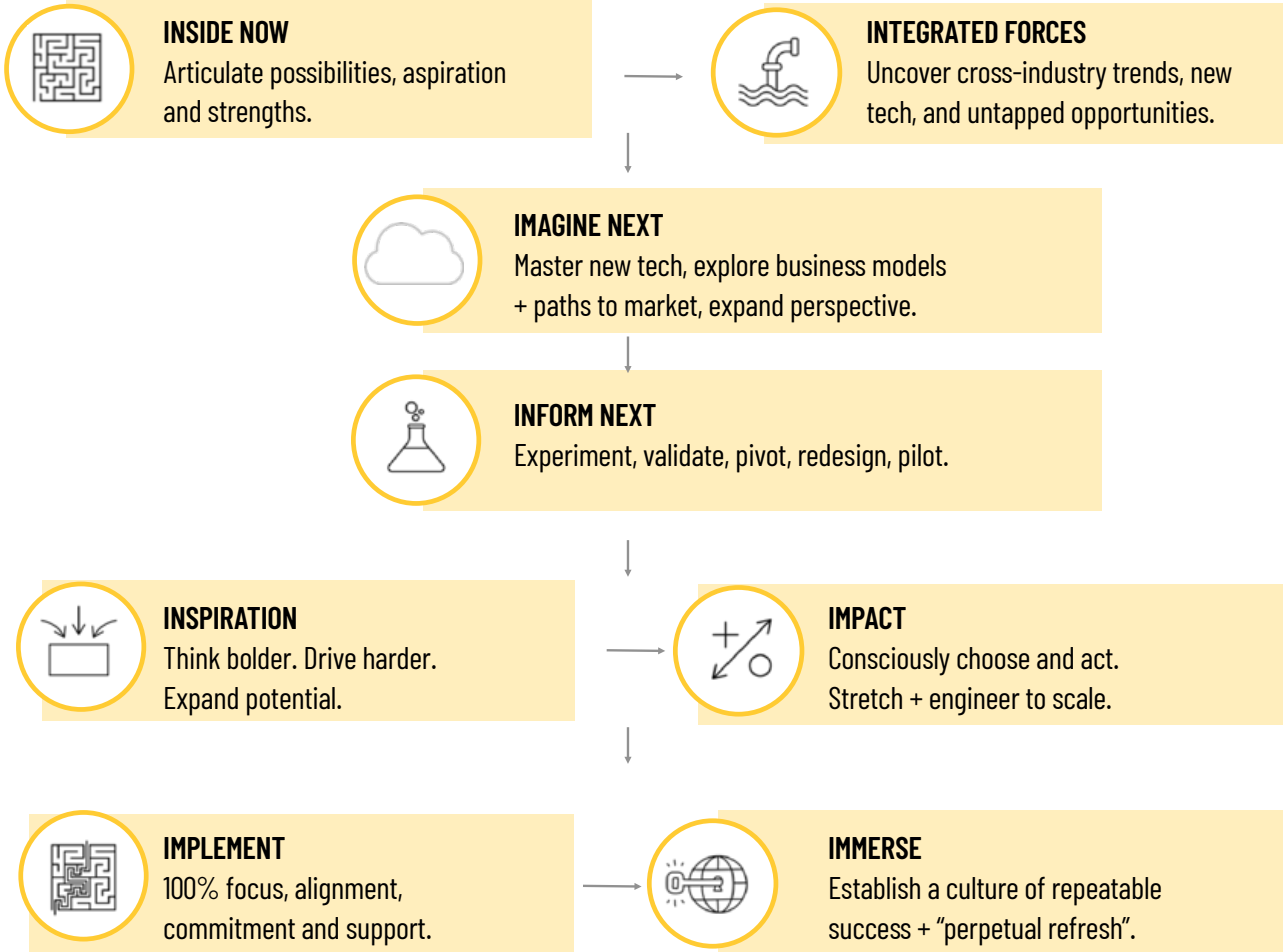 INSIDE NOW
Articulate possibilities, aspiration
and strengths.
INTEGRATED FORCES
Uncover cross-industry trends, new
tech, and untapped opportunities.
IMAGINE NEXT
Master new tech, explore business models
+ paths to market, expand perspective.
INFORM NEXT
Experiment, validate, pivot, redesign, pilot.
INSPIRATION
Think bolder. Drive harder.
Expand potential.
IMPACT
Consciously choose and act.
Stretch + engineer to scale.
IMPLEMENT
100% focus, alignment,
commitment and support.
IMMERSE
Establish a culture of repeatable
success + “perpetual refresh”.